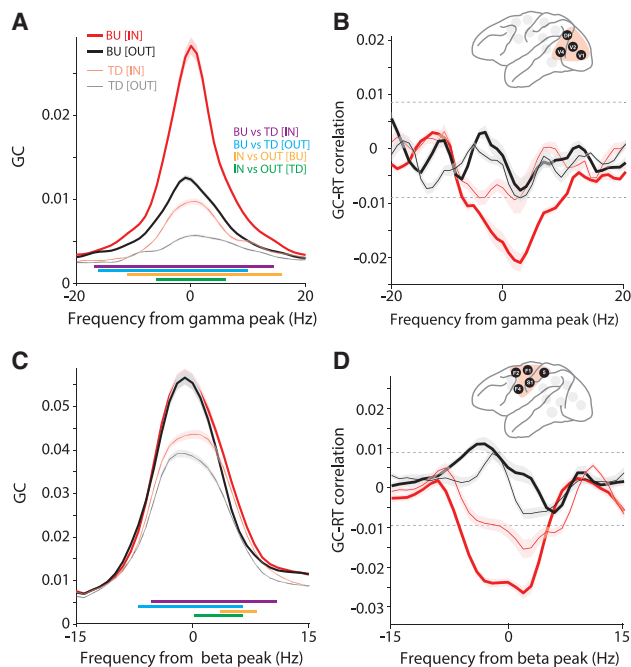 A
BU [IN]
BU [OUT]
TD [IN]
TD [OUT]
BU vs TD [IN]
BU vs TD [OUT]
IN vs OUT [BU]
IN vs OUT [TD]
GC
0.02
0.01
0
-20
0
20
Frequency from gamma peak (Hz)
B
DP
V4
V2
V1
GC-RT correlation
0.02
0.01
0
-0.01
-0.02
-20
0
20
Frequency from gamma peak (Hz)
C
GC
0.06
0.05
0.04
0.03
0.02
0.01
0
-15
0
15
Frequency from beta peak (Hz)
D
F1
S1
5
GC-RT correlation
0.02
0.01
0
-0.01
-0.02
-0.03
-15
0
15
Frequency from beta peak (Hz)